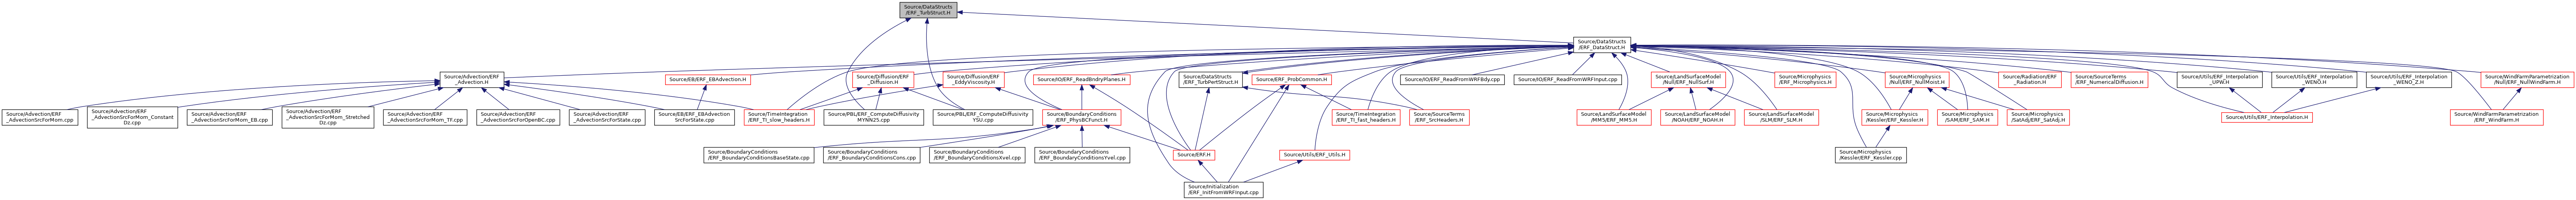 Source/DataStructs
/ERF_TurbStruct.H
Source/DataStructs
/ERF_DataStruct.H
Source/Advection/ERF
_Advection.H
Source/EB/ERF_EBAdvection.H
Source/Diffusion/ERF
_Diffusion.H
Source/Diffusion/ERF
_EddyViscosity.H
Source/IO/ERF_ReadBndryPlanes.H
Source/DataStructs
/ERF_TurbPertStruct.H
Source/ERF_ProbCommon.H
Source/IO/ERF_ReadFromWRFBdy.cpp
Source/IO/ERF_ReadFromWRFInput.cpp
Source/LandSurfaceModel
/Null/ERF_NullSurf.H
Source/Microphysics
/ERF_Microphysics.H
Source/Microphysics
/Null/ERF_NullMoist.H
Source/Radiation/ERF
_Radiation.H
Source/SourceTerms
/ERF_NumericalDiffusion.H
Source/Utils/ERF_Interpolation
_UPW.H
Source/Utils/ERF_Interpolation
_WENO.H
Source/Utils/ERF_Interpolation
_WENO_Z.H
Source/WindFarmParametrization
/Null/ERF_NullWindFarm.H
Source/Advection/ERF
_AdvectionSrcForMom.cpp
Source/Advection/ERF
_AdvectionSrcForMom_Constant
Dz.cpp
Source/Advection/ERF
_AdvectionSrcForMom_EB.cpp
Source/Advection/ERF
_AdvectionSrcForMom_Stretched
Dz.cpp
Source/Advection/ERF
_AdvectionSrcForMom_TF.cpp
Source/Advection/ERF
_AdvectionSrcForOpenBC.cpp
Source/Advection/ERF
_AdvectionSrcForState.cpp
Source/EB/ERF_EBAdvection
SrcForState.cpp
Source/TimeIntegration
/ERF_TI_slow_headers.H
Source/PBL/ERF_ComputeDiffusivity
MYNN25.cpp
Source/PBL/ERF_ComputeDiffusivity
YSU.cpp
Source/BoundaryConditions
/ERF_PhysBCFunct.H
Source/TimeIntegration
/ERF_TI_fast_headers.H
Source/SourceTerms
/ERF_SrcHeaders.H
Source/LandSurfaceModel
/MM5/ERF_MM5.H
Source/LandSurfaceModel
/NOAH/ERF_NOAH.H
Source/LandSurfaceModel
/SLM/ERF_SLM.H
Source/Microphysics
/Kessler/ERF_Kessler.H
Source/Microphysics
/SAM/ERF_SAM.H
Source/Microphysics
/SatAdj/ERF_SatAdj.H
Source/Utils/ERF_Interpolation.H
Source/WindFarmParametrization
/ERF_WindFarm.H
Source/BoundaryConditions
/ERF_BoundaryConditionsBaseState.cpp
Source/BoundaryConditions
/ERF_BoundaryConditionsCons.cpp
Source/BoundaryConditions
/ERF_BoundaryConditionsXvel.cpp
Source/BoundaryConditions
/ERF_BoundaryConditionsYvel.cpp
Source/ERF.H
Source/Utils/ERF_Utils.H
Source/Microphysics
/Kessler/ERF_Kessler.cpp
Source/Initialization
/ERF_InitFromWRFInput.cpp